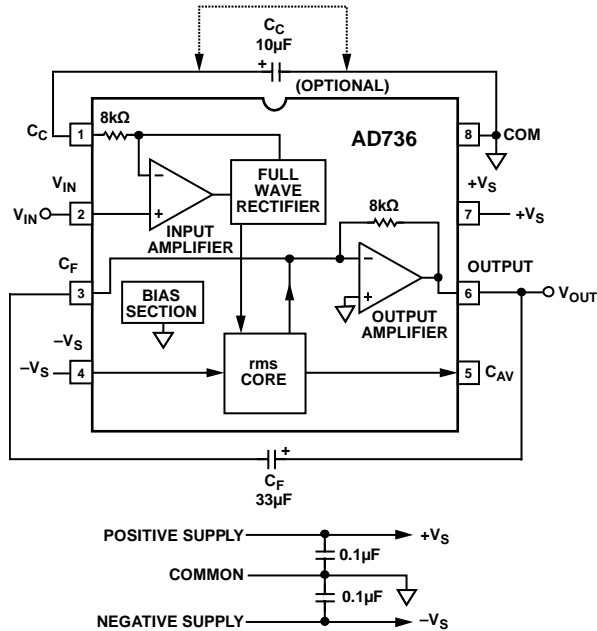 C_C
10µF
+
(OPTIONAL)
8kΩ
AD736
C_C
1
8
COM
V_IN
FULL
WAVE
RECTIFIER
+V_S
V_IN
2
−
+
INPUT
AMPLIFIER
8kΩ
7
+V_S
C_F
3
BIAS
SECTION
−
+
OUTPUT
AMPLIFIER
OUTPUT
6
V_OUT
−V_S
−V_S
4
rms
CORE
5
C_AV
+
C_F
33µF
POSITIVE SUPPLY
+V_S
0.1µF
COMMON
0.1µF
NEGATIVE SUPPLY
−V_S